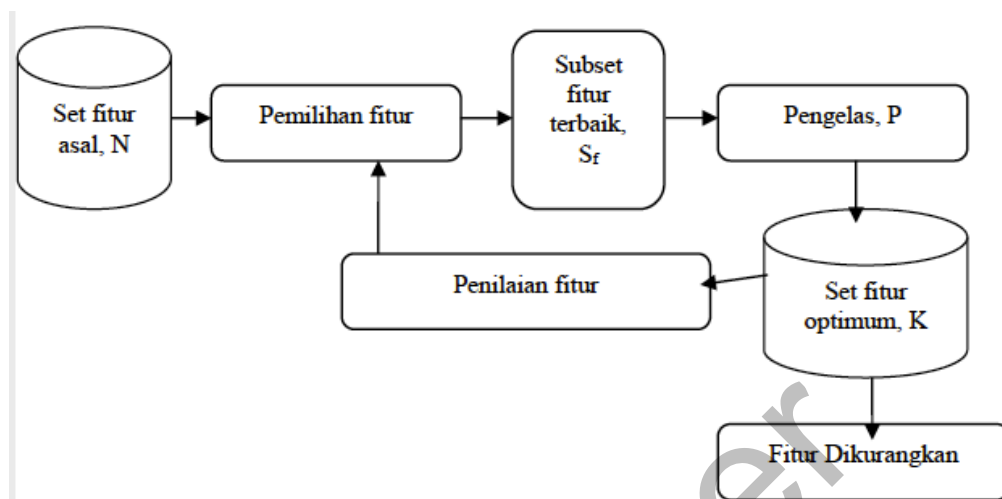 Set fitur
asal, N
Pemilihan fitur
Subset
fitur
terbaik,
Sf
Pengelas, P
Penilaian fitur
Set fitur
optimum, K
Fitur Dikurangkan